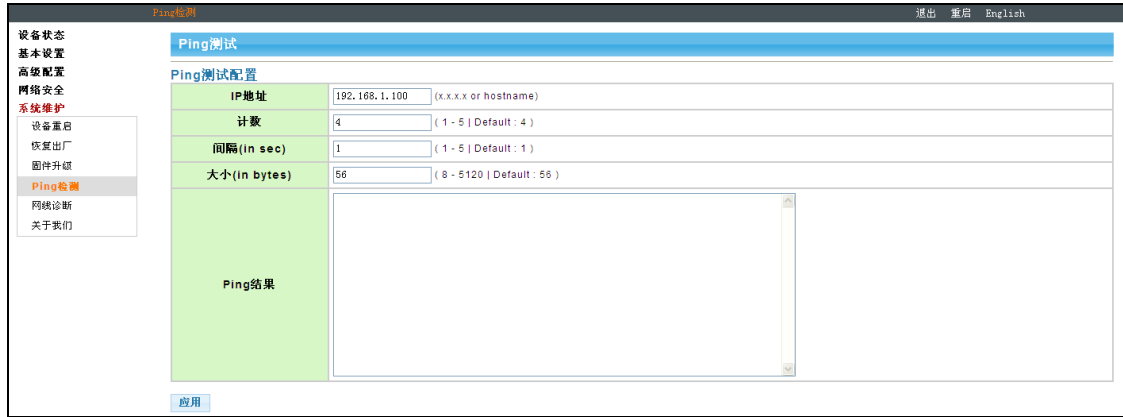 Ping检测
退出 重启 English
设备状态
基本设置
高级配置
网络安全
系统维护
设备重启
恢复出厂
固件升级
Ping检测
网线诊断
关于我们
Ping测试
Ping测试配置
IP地址 192.168.1.100 (x.x.x.x or hostname)
计数 4 ( 1 - 5 | Default : 4 )
间隔(in sec) 1 ( 1 - 5 | Default : 1 )
大小(in bytes) 56 ( 8 - 5120 | Default : 56 )
Ping结果
应用